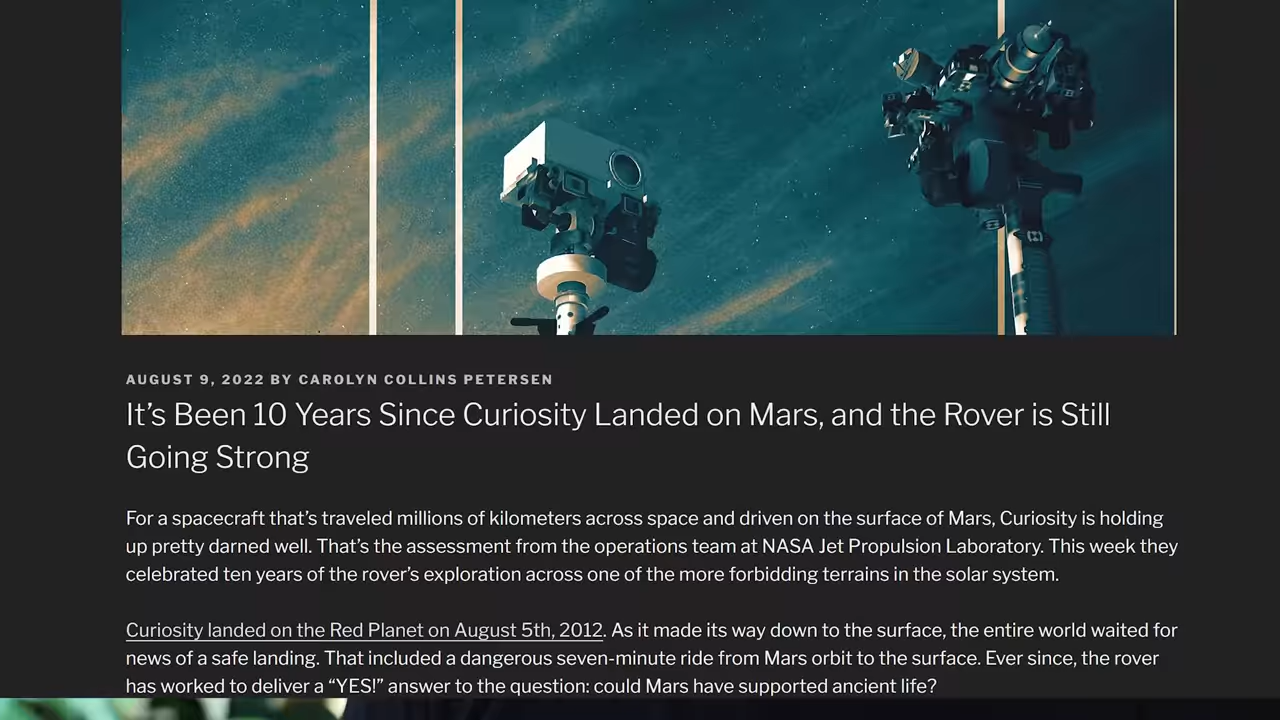 AUGUST 9, 2022 BY CAROLYN COLLINS PETERSEN
It’s Been 10 Years Since Curiosity Landed on Mars, and the Rover is Still
Going Strong
For a spacecraft that’s traveled millions of kilometers across space and driven on the surface of Mars, Curiosity is holding
up pretty darned well. That’s the assessment from the operations team at NASA Jet Propulsion Laboratory. This week they
celebrated ten years of the rover’s exploration across one of the more forbidding terrains in the solar system.
Curiosity landed on the Red Planet on August 5th, 2012. As it made its way down to the surface, the entire world waited for
news of a safe landing. That included a dangerous seven-minute ride from Mars orbit to the surface. Ever since, the rover
has worked to deliver a “YES!” answer to the question: could Mars have supported ancient life?